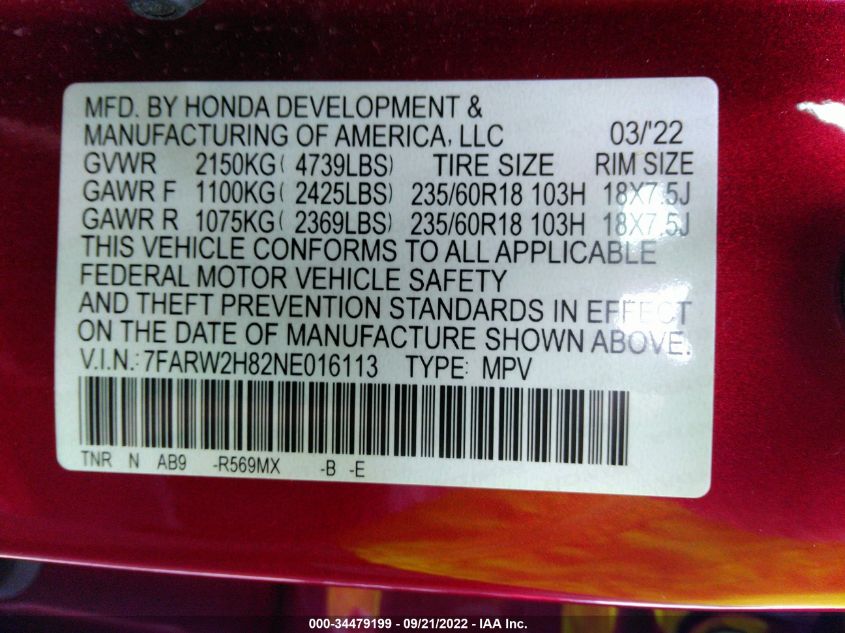 MFD. BY HONDA DEVELOPMENT &
MANUFACTURING OF AMERICA, LLC 03/'22
GVWR 2150KG( 4739LBS) TIRE SIZE RIM SIZE
GAWR F 1100KG( 2425LBS) 235/60R18 103H 18X7.5J
GAWR R 1075KG( 2369LBS) 235/60R18 103H 18X7.5J
THIS VEHICLE CONFORMS TO ALL APPLICABLE
FEDERAL MOTOR VEHICLE SAFETY
AND THEFT PREVENTION STANDARDS IN EFFECT
ON THE DATE OF MANUFACTURE SHOWN ABOVE.
V.I.N.:7FARW2H82NE016113 TYPE: MPV
TNR N AB9 -R569MX -B -E
000-34479199 - 09/21/2022 - IAA Inc.